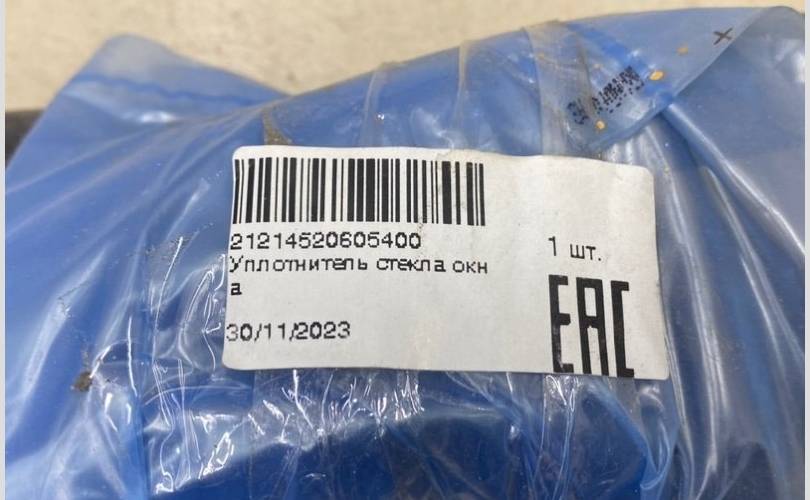 21214520605400
Уплотнитель стекла окн
а
30/11/2023
1 шт.
EAC